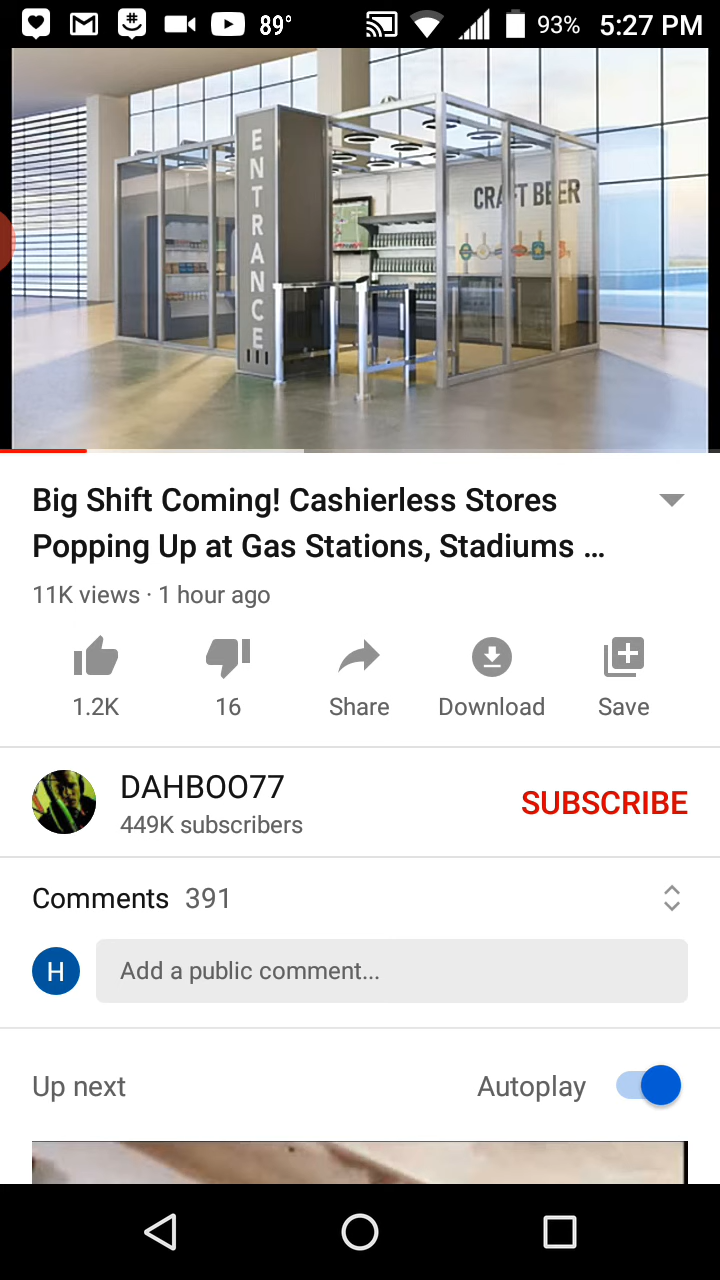 89°
93% 5:27 PM
ENTRANCE
CRAFT BEER
Big Shift Coming! Cashierless Stores
Popping Up at Gas Stations, Stadiums ...
11K views · 1 hour ago
1.2K 16 Share Download Save
DAHBOO77
449K subscribers
SUBSCRIBE
Comments 391
H
Add a public comment...
Up next
Autoplay